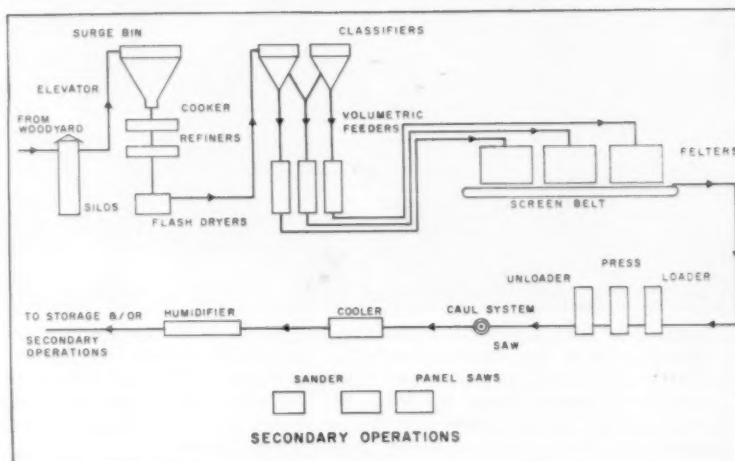 SURGE BIN
CLASSIFIERS
ELEVATOR
COOKER
FROM
WOODYARD
VOLUMETRIC
FEEDERS
REFINERS
FELTERS
SILOS
FLASH DRYERS
SCREEN BELT
PRESS
UNLOADER
LOADER
TO STORAGE &/OR
SECONDARY
OPERATIONS
HUMIDIFIER
COOLER
CAUL SYSTEM
SAW
SANDER
PANEL SAWS
SECONDARY OPERATIONS